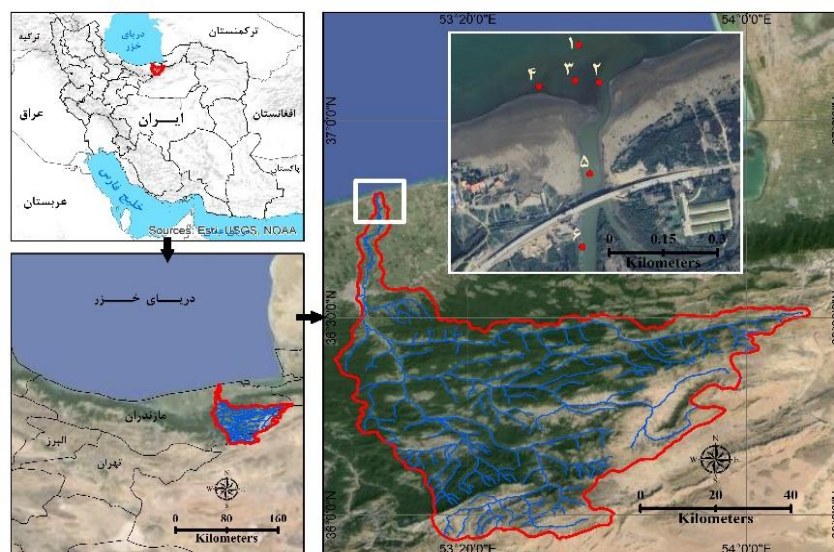 دریای
خزر
ترکمنستان
ترکیه
ایران
افغانستان
عراق
پاکستان
خلیج فارس
عربستان
Sources: Esri, USGS, NOAA
دریای خزر
مازندران
البرز
تهران
N
W E
S
0 80 160
Kilometers
53°20'0"E 54°0'0"E
37°0'0"N
36°30'0"N
36°0'0"N
۱
۲
۳
۴
۵
۶
0 0.15 0.3
Kilometers
N
W E
S
0 20 40
Kilometers
53°20'0"E 54°0'0"E